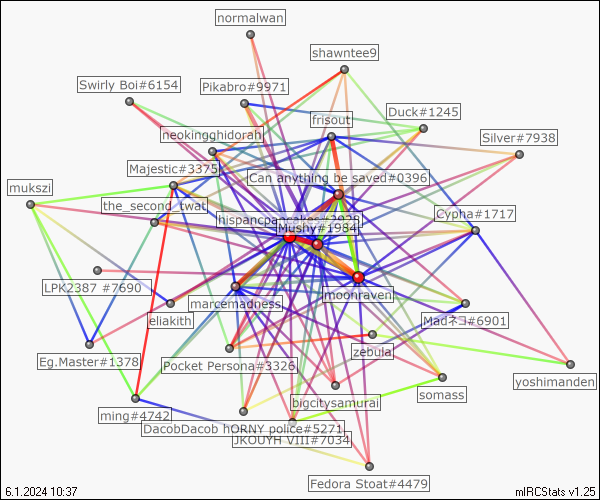 normalwan
shawntee9
Swirly Boi#6154
Pikabro#9971
Duck#1245
frisout
neokingghidorah
Silver#7938
Majestic#3375
Can anything be saved#0396
mukszi
the_second_twat
Cypha#1717
Mushy#1984
LPK2387 #7690
moonraven
marcemadness
eliakith
Madネコ#6901
Eg.Master#1378
zebula
Pocket Persona#3326
yoshimanden
somass
bigcitysamurai
ming#4742
DacobDacob hORNY police#5271
JKOUYH VIII#7034
Fedora Stoat#4479
6.1.2024 10:37
mIRCStats v1.25